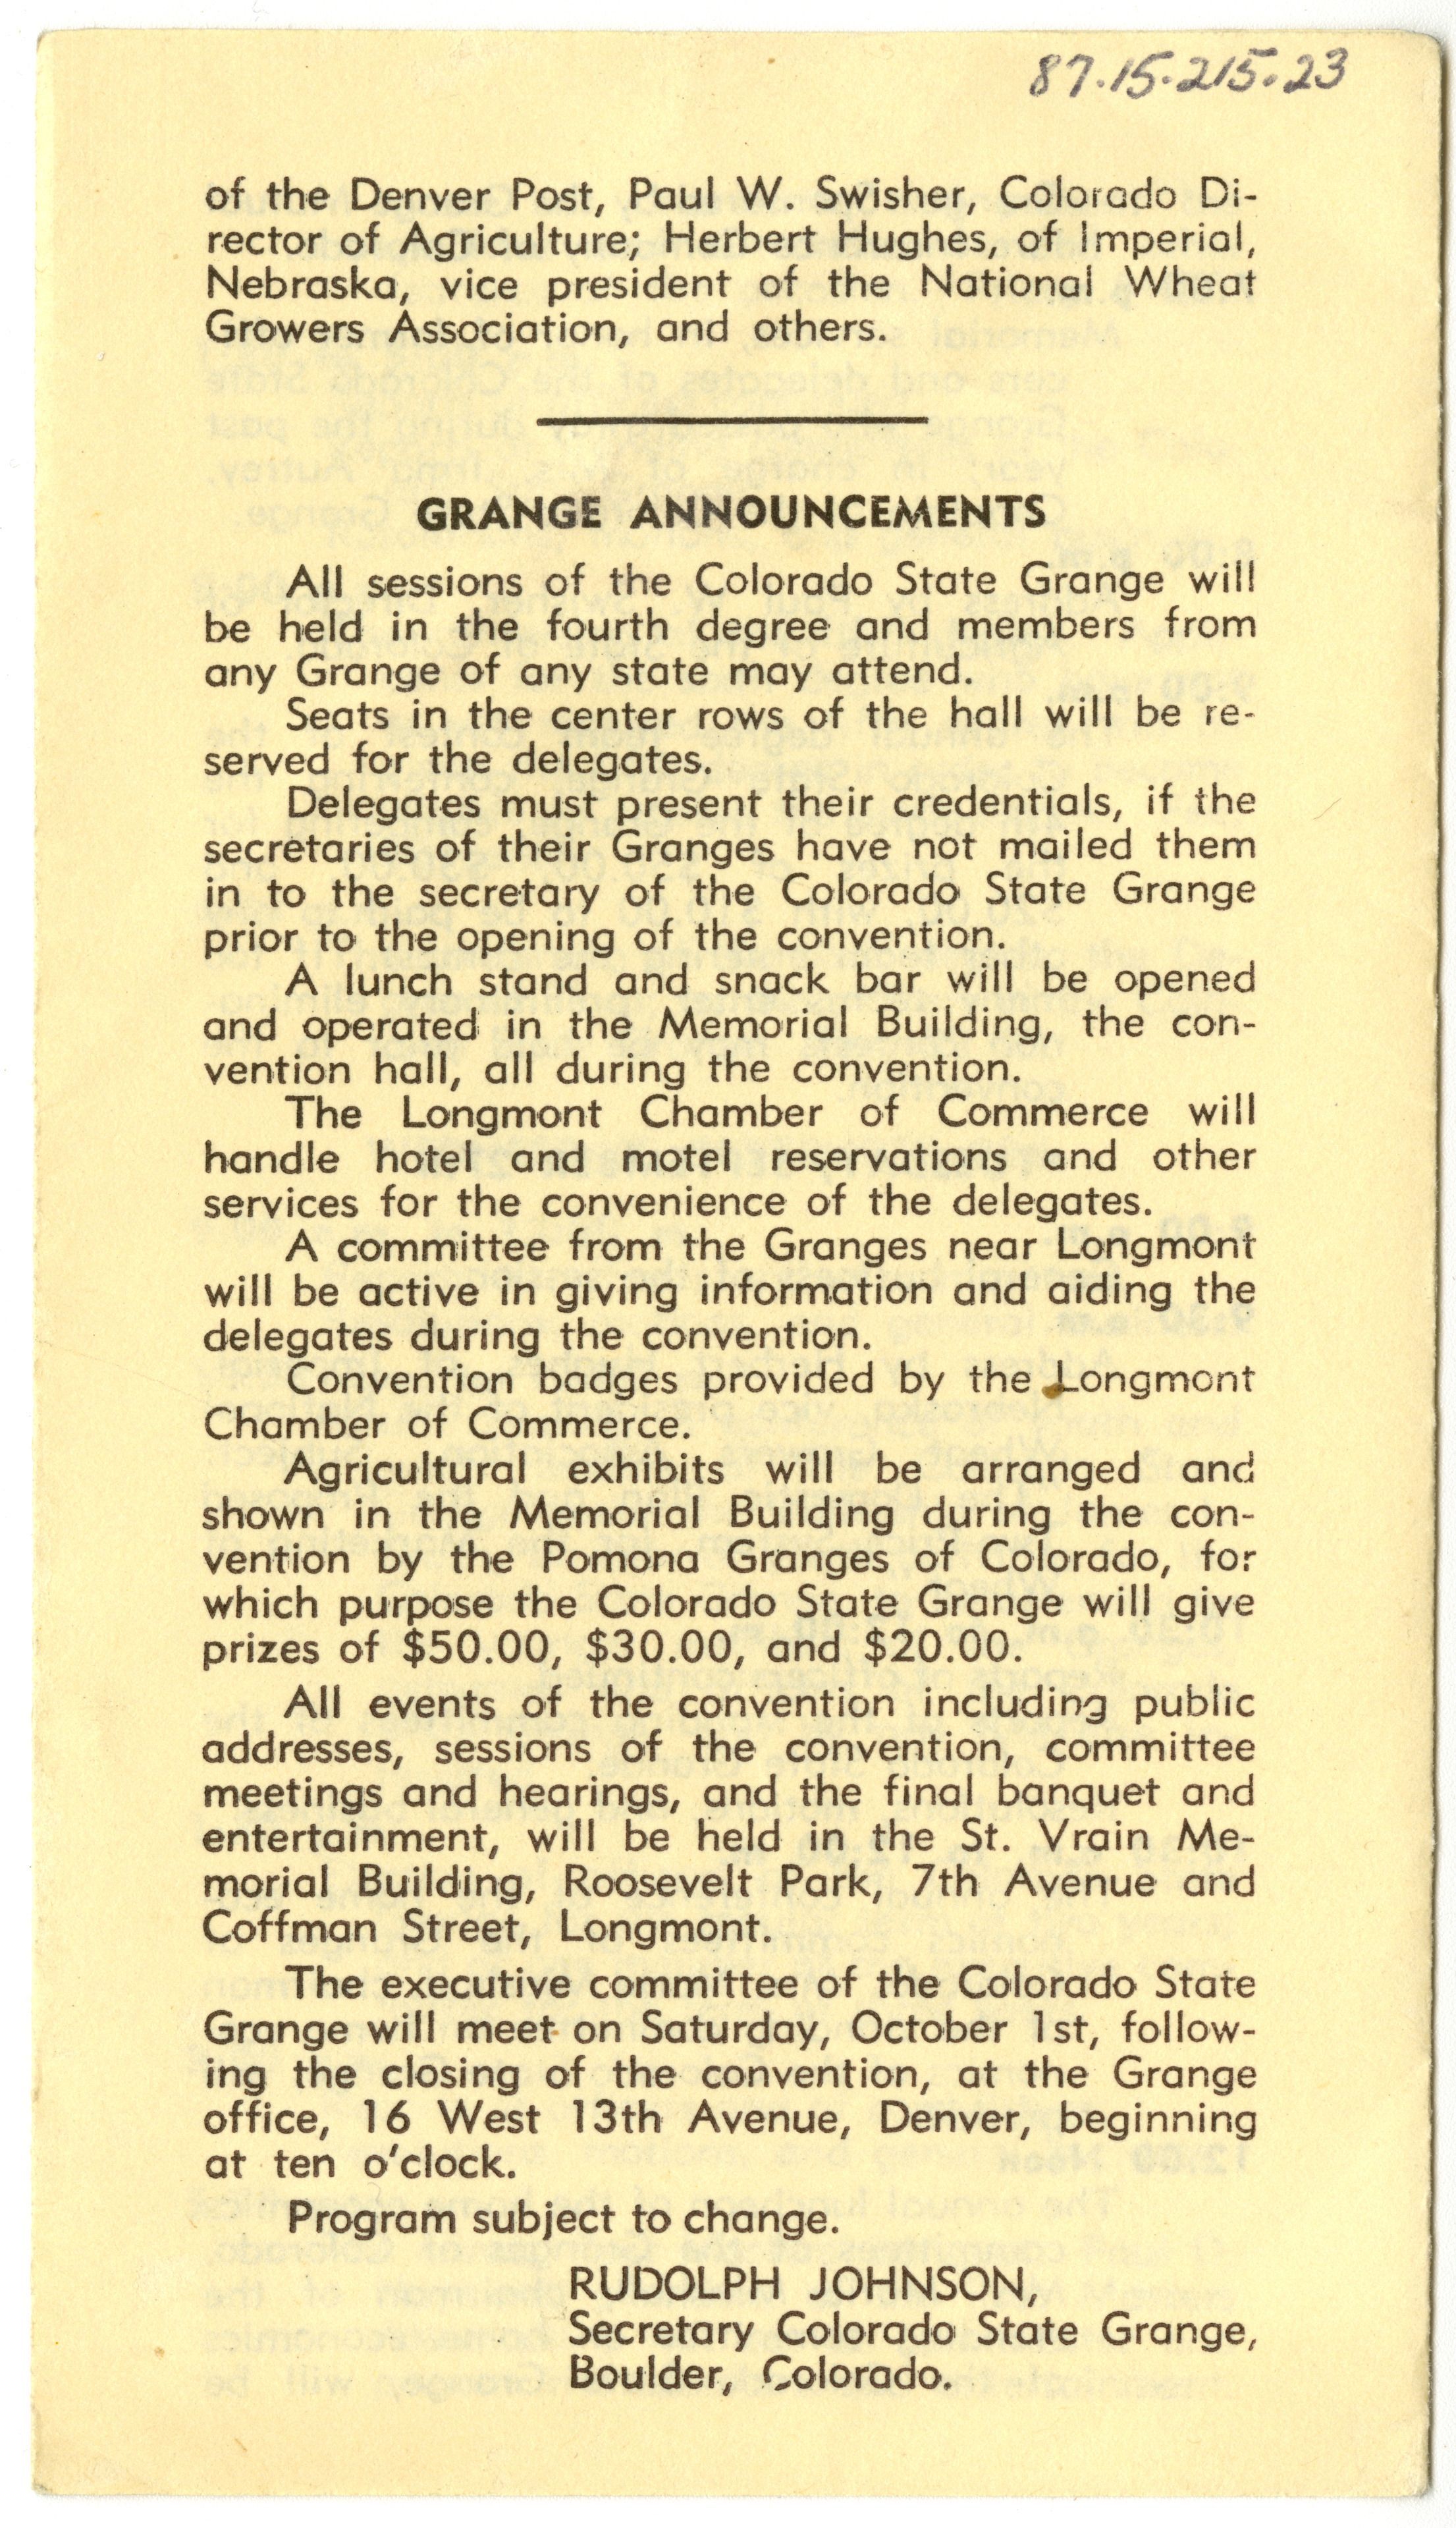 87.15.215.23
of the Denver Post, Paul W. Swisher, Colorado Di-
rector of Agriculture; Herbert Hughes, of Imperial,
Nebraska, vice president of the National Wheat
Growers Association, and others.
GRANGE ANNOUNCEMENTS
All sessions of the Colorado State Grange will
be held in the fourth degree and members from
any Grange of any state may attend.
Seats in the center rows of the hall will be re-
served for the delegates.
Delegates must present their credentials, if the
secretaries of their Granges have not mailed them
in to the secretary of the Colorado State Grange
prior to the opening of the convention.
A lunch stand and snack bar will be opened
and operated in the Memorial Building, the con-
vention hall, all during the convention.
The Longmont Chamber of Commerce will
handle hotel and motel reservations and other
services for the convenience of the delegates.
A committee from the Granges near Longmont
will be active in giving information and aiding the
delegates during the convention.
Convention badges provided by the Longmont
Chamber of Commerce.
Agricultural exhibits will be arranged and
shown in the Memorial Building during the con-
vention by the Pomona Granges of Colorado, for
which purpose the Colorado State Grange will give
prizes of $50.00, $30.00, and $20.00.
All events of the convention including public
addresses, sessions of the convention, committee
meetings and hearings, and the final banquet and
entertainment, will be held in the St. Vrain Me-
morial Building, Roosevelt Park, 7th Avenue and
Coffman Street, Longmont.
The executive committee of the Colorado State
Grange will meet on Saturday, October 1st, follow-
ing the closing of the convention, at the Grange
office, 16 West 13th Avenue, Denver, beginning
at ten o'clock.
Program subject to change.
RUDOLPH JOHNSON,
Secretary Colorado State Grange,
Boulder, Colorado.